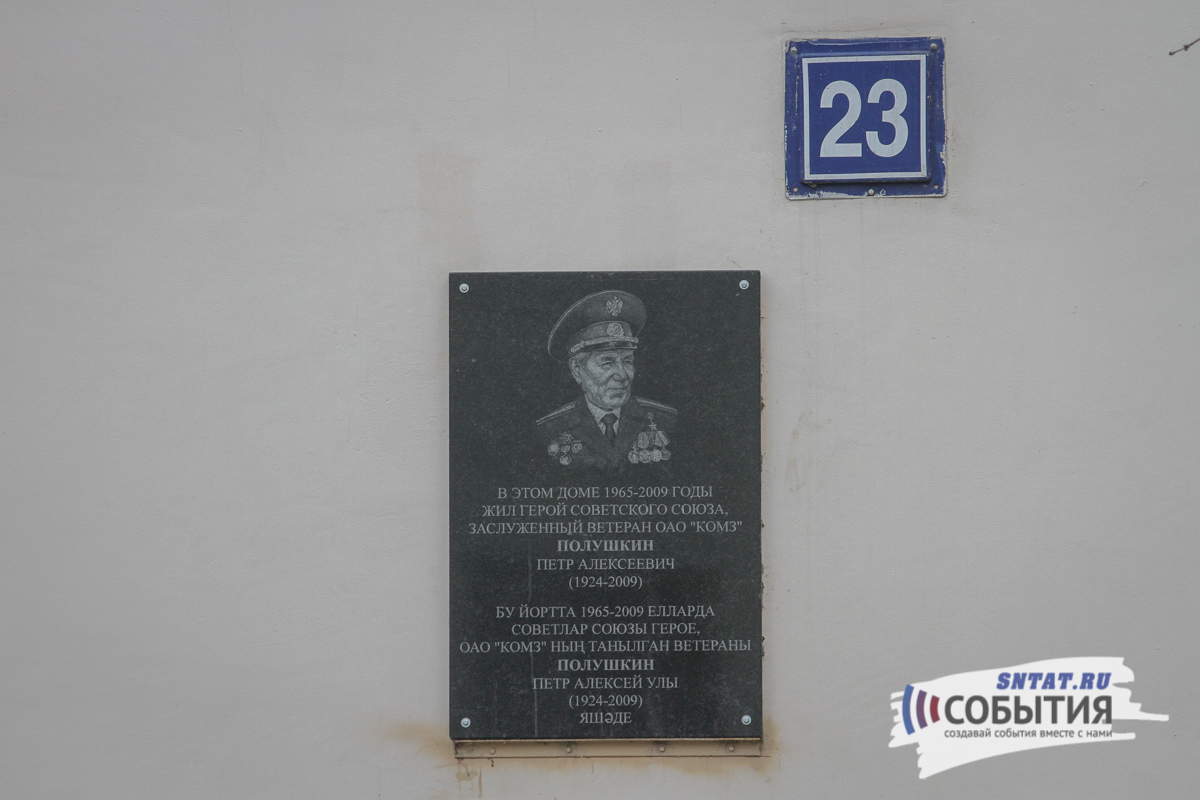 23
В ЭТОМ ДОМЕ 1965-2009 ГОДЫ
ЖИЛ ГЕРОЙ СОВЕТСКОГО СОЮЗА,
ЗАСЛУЖЕННЫЙ ВЕТЕРАН ОАО "КОМЗ"
ПОЛУШКИН
ПЕТР АЛЕКСЕЕВИЧ
(1924-2009)
БУ ЙОРТТА 1965-2009 ЕЛЛАРДА
СОВЕТЛАР СОЮЗЫ ГЕРОЕ,
ОАО "КОМЗ" НЫҢ ТАНЫЛГАН ВЕТЕРАНЫ
ПОЛУШКИН
ПЕТР АЛЕКСЕЙ УЛЫ
(1924-2009)
ЯШӘДЕ
SNTAT.RU
СОБЫТИЯ
создавай события вместе с нами